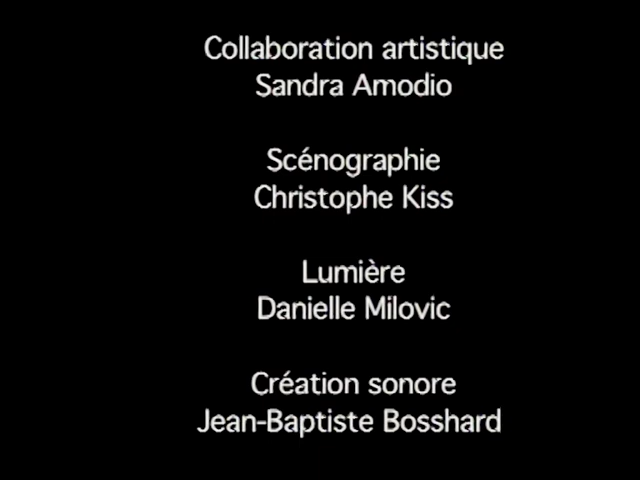 Collaboration artistique
Sandra Amodio
Scénographie
Christophe Kiss
Lumière
Danielle Milovic
Création sonore
Jean-Baptiste Bosshard